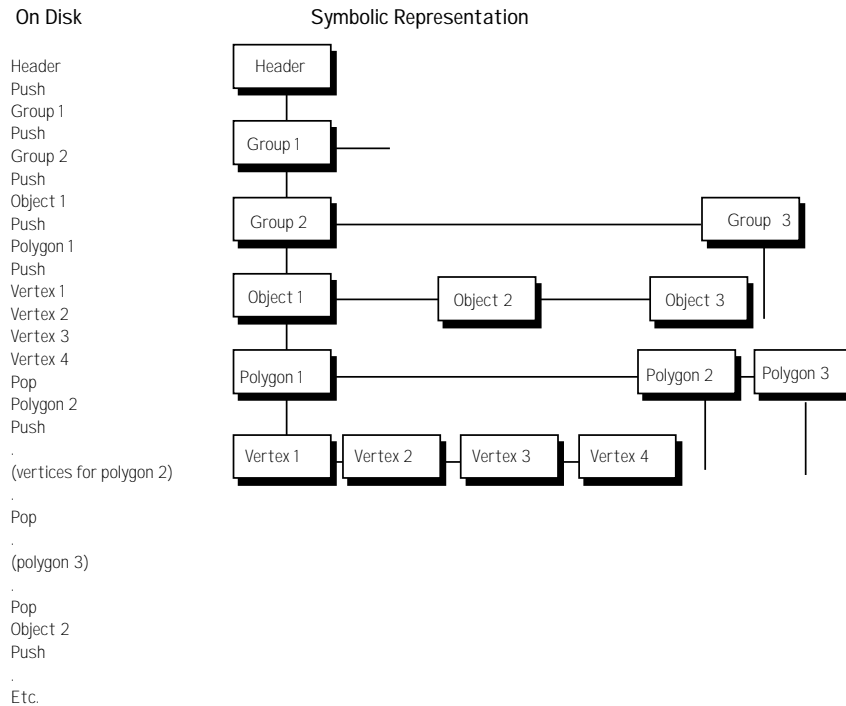 On Disk
Symbolic Representation
Header
Push
Group 1
Push
Group 2
Push
Object 1
Push
Polygon 1
Push
Vertex 1
Vertex 2
Vertex 3
Vertex 4
Pop
Polygon 2
Push
.
(vertices for polygon 2)
.
Pop
.
(polygon 3)
.
Pop
Object 2
Push
.
Etc.
Header
Group 1
Group 2
Group 3
Object 1
Object 2
Object 3
Polygon 1
Polygon 2
Polygon 3
Vertex 1
Vertex 2
Vertex 3
Vertex 4